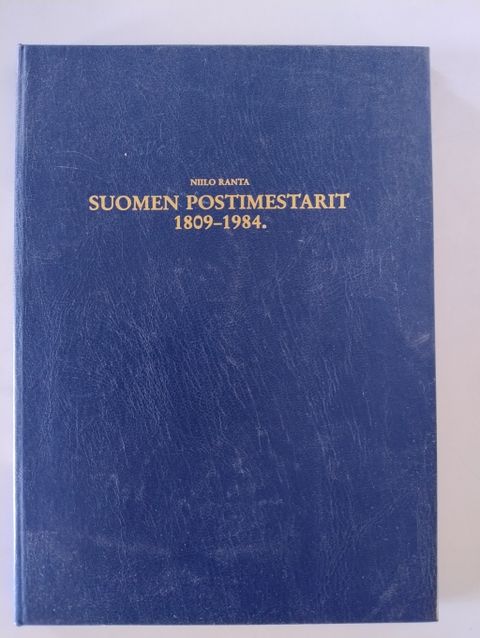 NIILO RANTA
SUOMEN POSTIMESTARIT
1809–1984.